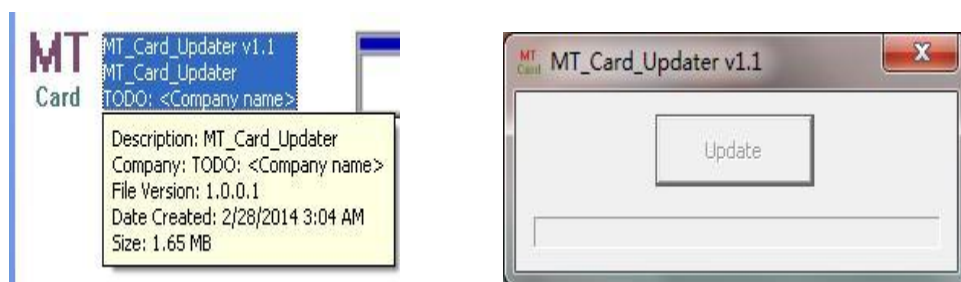 MT
Card
MT_Card_Updater v1.1
MT_Card_Updater
TODO: <Company name>
Description: MT_Card_Updater
Company: TODO: <Company name>
File Version: 1.0.0.1
Date Created: 2/28/2014 3:04 AM
Size: 1.65 MB
MT
Card
MT_Card_Updater v1.1
Update